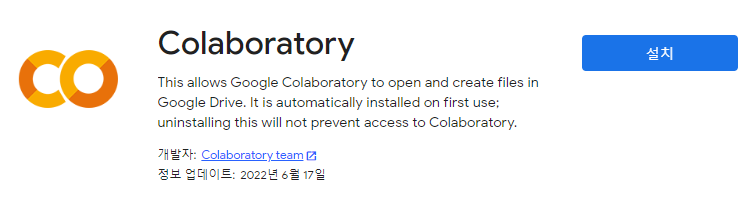 Colaboratory
설치
This allows Google Colaboratory to open and create files in
Google Drive. It is automatically installed on first use;
uninstalling this will not prevent access to Colaboratory.
개발자: Colaboratory team
정보 업데이트: 2022년 6월 17일